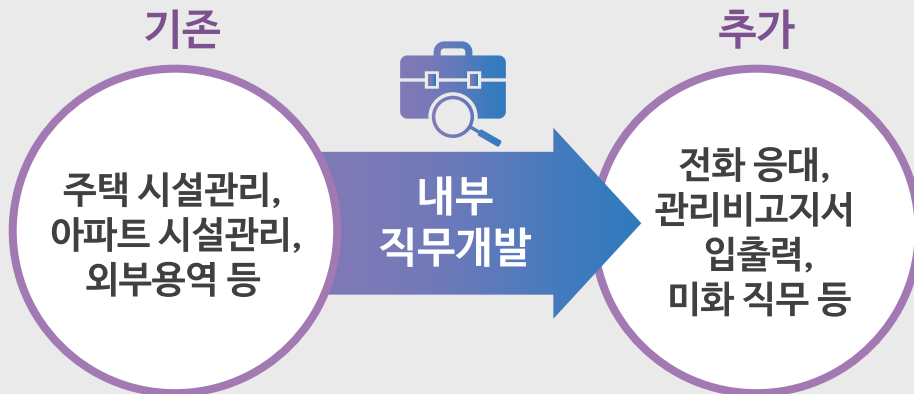 기존
주택 시설관리,
아파트 시설관리,
외부용역 등
내부
직무개발
추가
전화 응대,
관리비고지서
입출력,
미화 직무 등